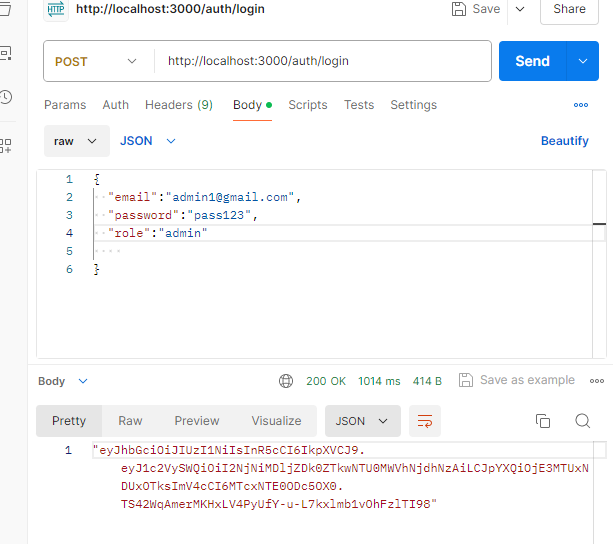 HTTP http://localhost:3000/auth/login Save Share
POST http://localhost:3000/auth/login Send
Params Auth Headers (9) Body Scripts Tests Settings
raw JSON Beautify
1 {
2 "email":"admin1@gmail.com",
3 "password":"pass123",
4 "role":"admin"
5
6 }
Body 200 OK 1014 ms 414 B Save as example
Pretty Raw Preview Visualize JSON
1 "eyJhbGciOiJIUzI1NiIsInR5cCI6IkpXVCJ9.
eyJ1c2VySWQiOiI2NjNiMDljZDk0ZTkwNTU0MWVhNjdhNzAiLCJpYXQiOjE3MTUxN
DUxOTksImV4cCI6MTcxNTE0ODc5OX0.
TS42WqAmerMKHxLV4PyUfY-u-L7kxlmb1vOhFzlTI98"